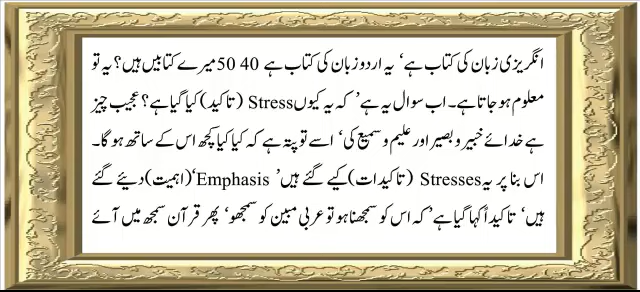 انگریزی زبان کی کتاب ہے‘ یہ اردو زبان کی کتاب ہے 40 50 میرے کتابیں ہیں؟ یہ تو
معلوم ہو جاتا ہے۔ اب سوال یہ ہے’ کہ یہ کیوں Stress (تاکید) کیا گیا ہے؟ عجیب چیز
ہے خدائے خبیر و بصیر اور علیم و سمیع کی‘ اسے تو پتہ ہے کہ کیا کیا کچھ اس کے ساتھ ہو گا۔
اس بنا پر یہ Stresses (تاکیدات) کیے گئے ہیں’ Emphasis‘ (اہمیت) دیئے گئے
ہیں‘ تاکیداً کہا گیا ہے’ کہ اس کو سمجھنا ہو تو عربی مبین کو سمجھو‘ پھر قرآن سمجھ میں آئے